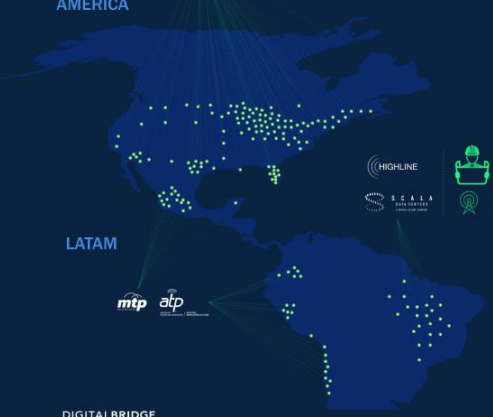 AMERICA
HIGHLINE
SCALA
DATA CENTERS
LATAM
mtp
atp
DIGITALBRIDGE